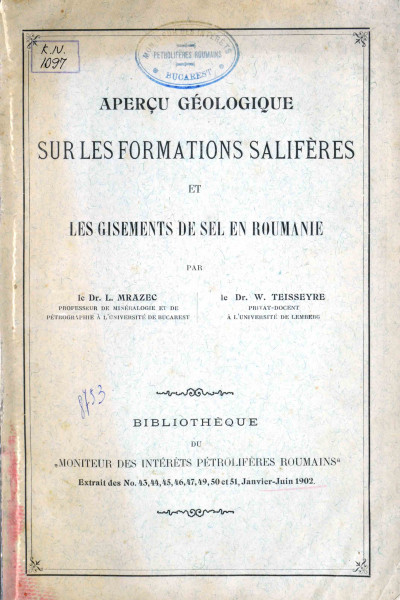 K.N.
1097
PÉTROLIFÈRES ROUMAINS
BUCAREST
APERÇU GÉOLOGIQUE
SUR LES FORMATIONS SALIFÈRES
ET
LES GISEMENTS DE SEL EN ROUMANIE
PAR
le Dr. L. MRAZEC
PROFESSEUR DE MINÉRALOGIE ET DE
PÉTROGRAPHIE À L'UNIVERSITÉ DE BUCAREST
le Dr. W. TEISSEYRE
PRIVAT-DOCENT
À L'UNIVERSITÉ DE LEMBERG
8753
BIBLIOTHÈQUE
DU
„MONITEUR DES INTÉRÊTS PÉTROLIFÈRES ROUMAINS“
Extrait des No. 43,44,45,46,47,49,50 et 51, Janvier-Juin 1902.